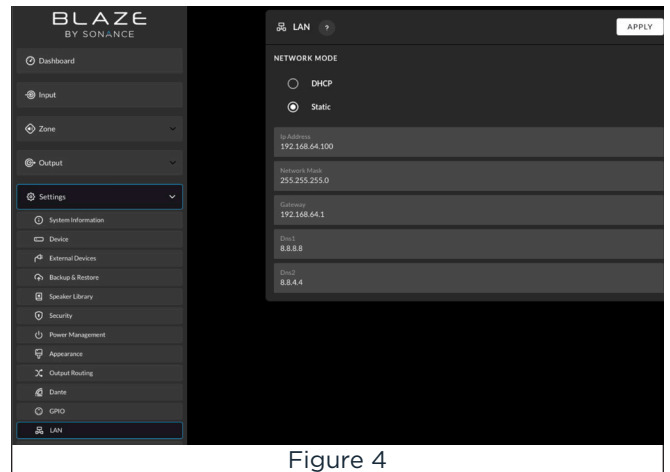 BLAZE
BY SONANCE
Dashboard
Input
Zone
Output
Settings
System Information
Device
External Devices
Backup & Restore
Speaker Library
Security
Power Management
Appearance
Output Routing
Dante
GPIO
LAN
LAN ?
APPLY
NETWORK MODE
DHCP
Static
Ip Address
192.168.64.100
Network Mask
255.255.255.0
Gateway
192.168.64.1
Dns1
8.8.8.8
Dns2
8.8.4.4
Figure 4